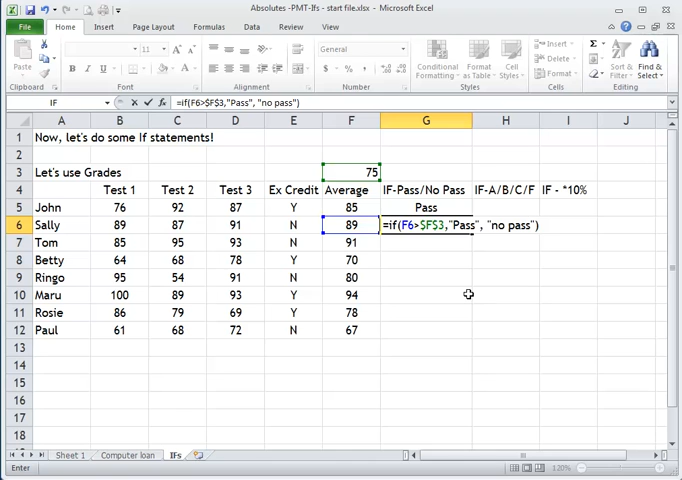 Absolutes -PMT-Ifs - start file.xlsx - Microsoft Excel
File Home Insert Page Layout Formulas Data Review View
11
General
Insert
Delete
Format
Paste
Conditional Formatting
Format as Table
Cell Styles
Sort & Filter
Find & Select
Clipboard Font Alignment Number Styles Cells Editing
IF =if(F6>$F$3,"Pass", "no pass")
A B C D E F G H I J
1 Now, let's do some If statements!
2
3 Let's use Grades 75
4 Test 1 Test 2 Test 3 Ex Credit Average IF-Pass/No Pass IF-A/B/C/F IF - *10%
5 John 76 92 87 Y 85 Pass
6 Sally 89 87 91 N 89 =if(F6>$F$3,"Pass", "no pass")
7 Tom 85 95 93 N 91
8 Betty 64 68 78 Y 70
9 Ringo 95 54 91 N 80
10 Maru 100 89 93 Y 94
11 Rosie 86 79 69 Y 78
12 Paul 61 68 72 N 67
13
14
15
16
17
18
Sheet 1 Computer loan IFs
Enter 120%